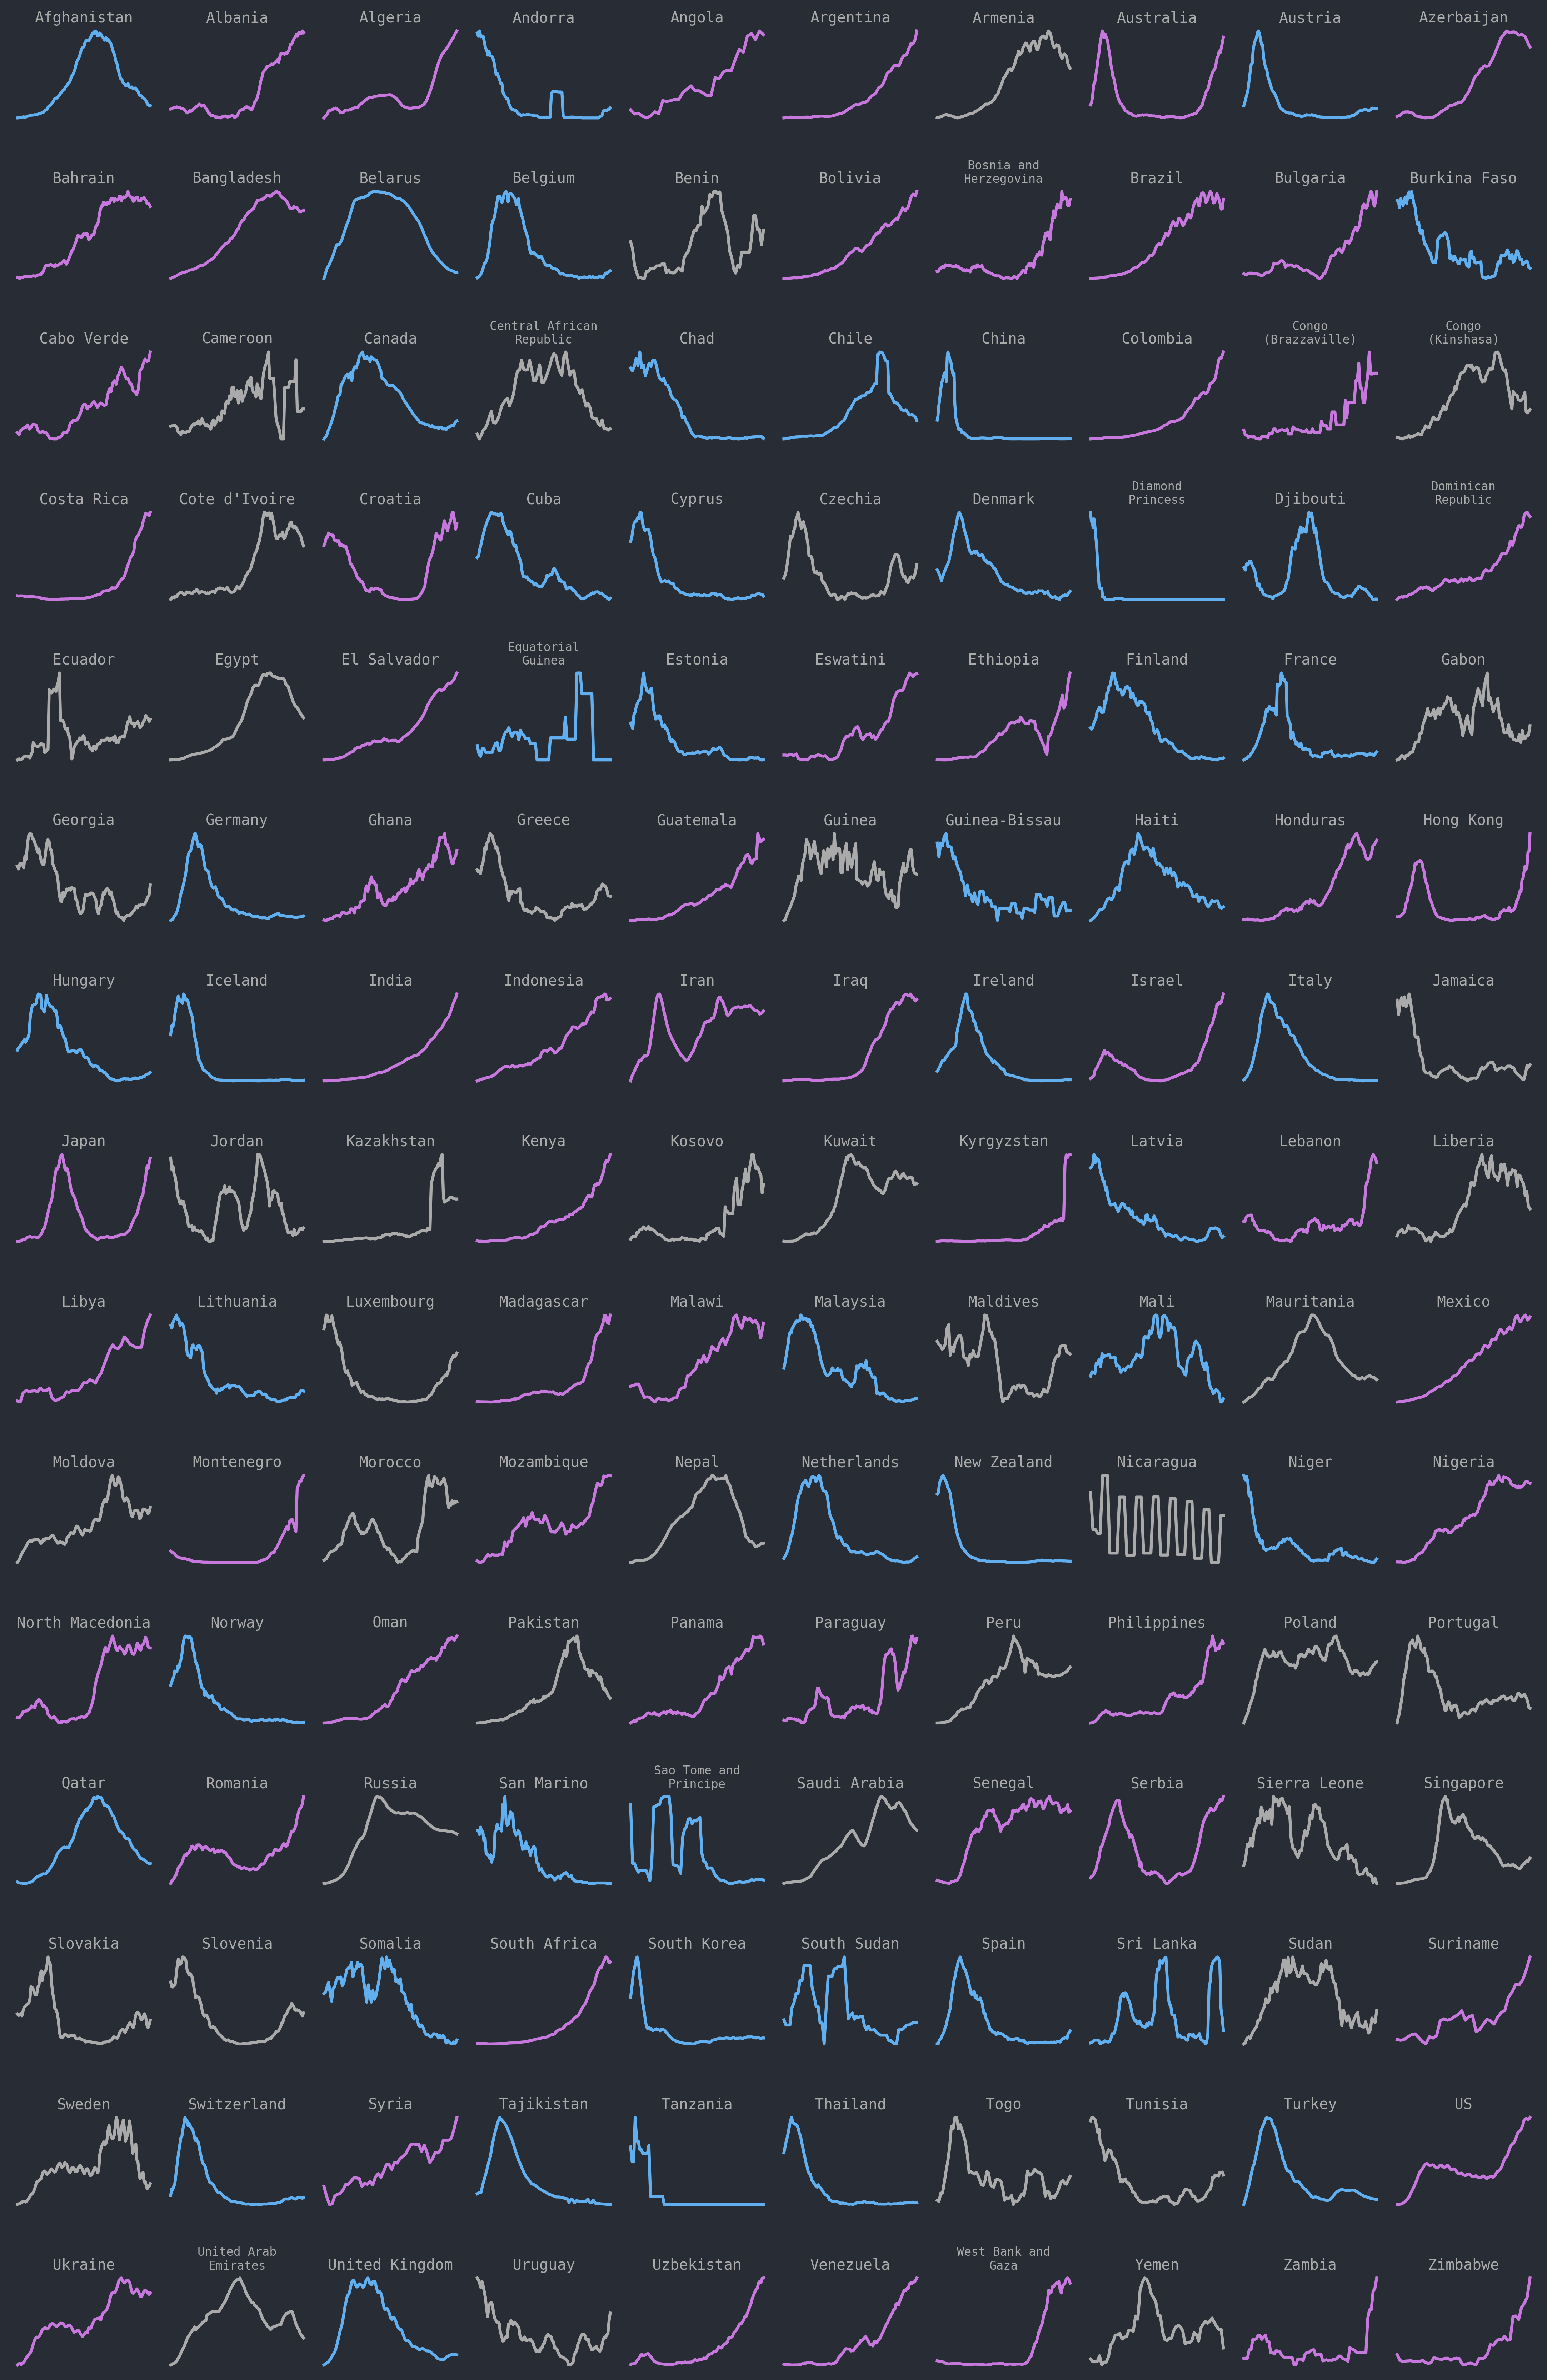 Afghanistan
Albania
Algeria
Andorra
Angola
Argentina
Armenia
Australia
Austria
Azerbaijan
Bahrain
Bangladesh
Belarus
Belgium
Benin
Bolivia
Bosnia and
Herzegovina
Brazil
Bulgaria
Burkina Faso
Cabo Verde
Cameroon
Canada
Central African
Republic
Chad
Chile
China
Colombia
Congo
(Brazzaville)
Congo
(Kinshasa)
Costa Rica
Cote d'Ivoire
Croatia
Cuba
Cyprus
Czechia
Denmark
Diamond
Princess
Djibouti
Dominican
Republic
Ecuador
Egypt
El Salvador
Equatorial
Guinea
Estonia
Eswatini
Ethiopia
Finland
France
Gabon
Georgia
Germany
Ghana
Greece
Guatemala
Guinea
Guinea-Bissau
Haiti
Honduras
Hong Kong
Hungary
Iceland
India
Indonesia
Iran
Iraq
Ireland
Israel
Italy
Jamaica
Japan
Jordan
Kazakhstan
Kenya
Kosovo
Kuwait
Kyrgyzstan
Latvia
Lebanon
Liberia
Libya
Lithuania
Luxembourg
Madagascar
Malawi
Malaysia
Maldives
Mali
Mauritania
Mexico
Moldova
Montenegro
Morocco
Mozambique
Nepal
Netherlands
New Zealand
Nicaragua
Niger
Nigeria
North Macedonia
Norway
Oman
Pakistan
Panama
Paraguay
Peru
Philippines
Poland
Portugal
Qatar
Romania
Russia
San Marino
Sao Tome and
Principe
Saudi Arabia
Senegal
Serbia
Sierra Leone
Singapore
Slovakia
Slovenia
Somalia
South Africa
South Korea
South Sudan
Spain
Sri Lanka
Sudan
Suriname
Sweden
Switzerland
Syria
Tajikistan
Tanzania
Thailand
Togo
Tunisia
Turkey
US
Ukraine
United Arab
Emirates
United Kingdom
Uruguay
Uzbekistan
Venezuela
West Bank and
Gaza
Yemen
Zambia
Zimbabwe